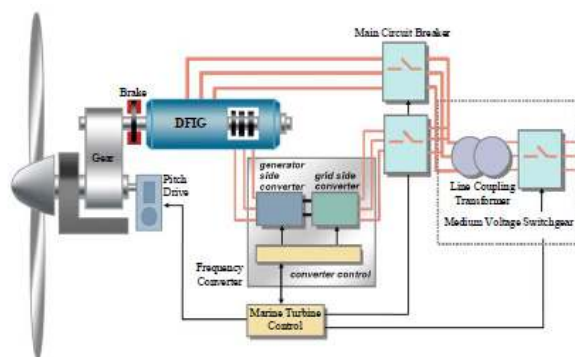 Main Circuit Breaker
Brake
DFIG
Gear
Pitch
Drive
generator
side
converter
grid side
converter
Line Coupling
Transformer
Medium Voltage Switchgear
Frequency
Converter
converter control
Marine Turbine
Control